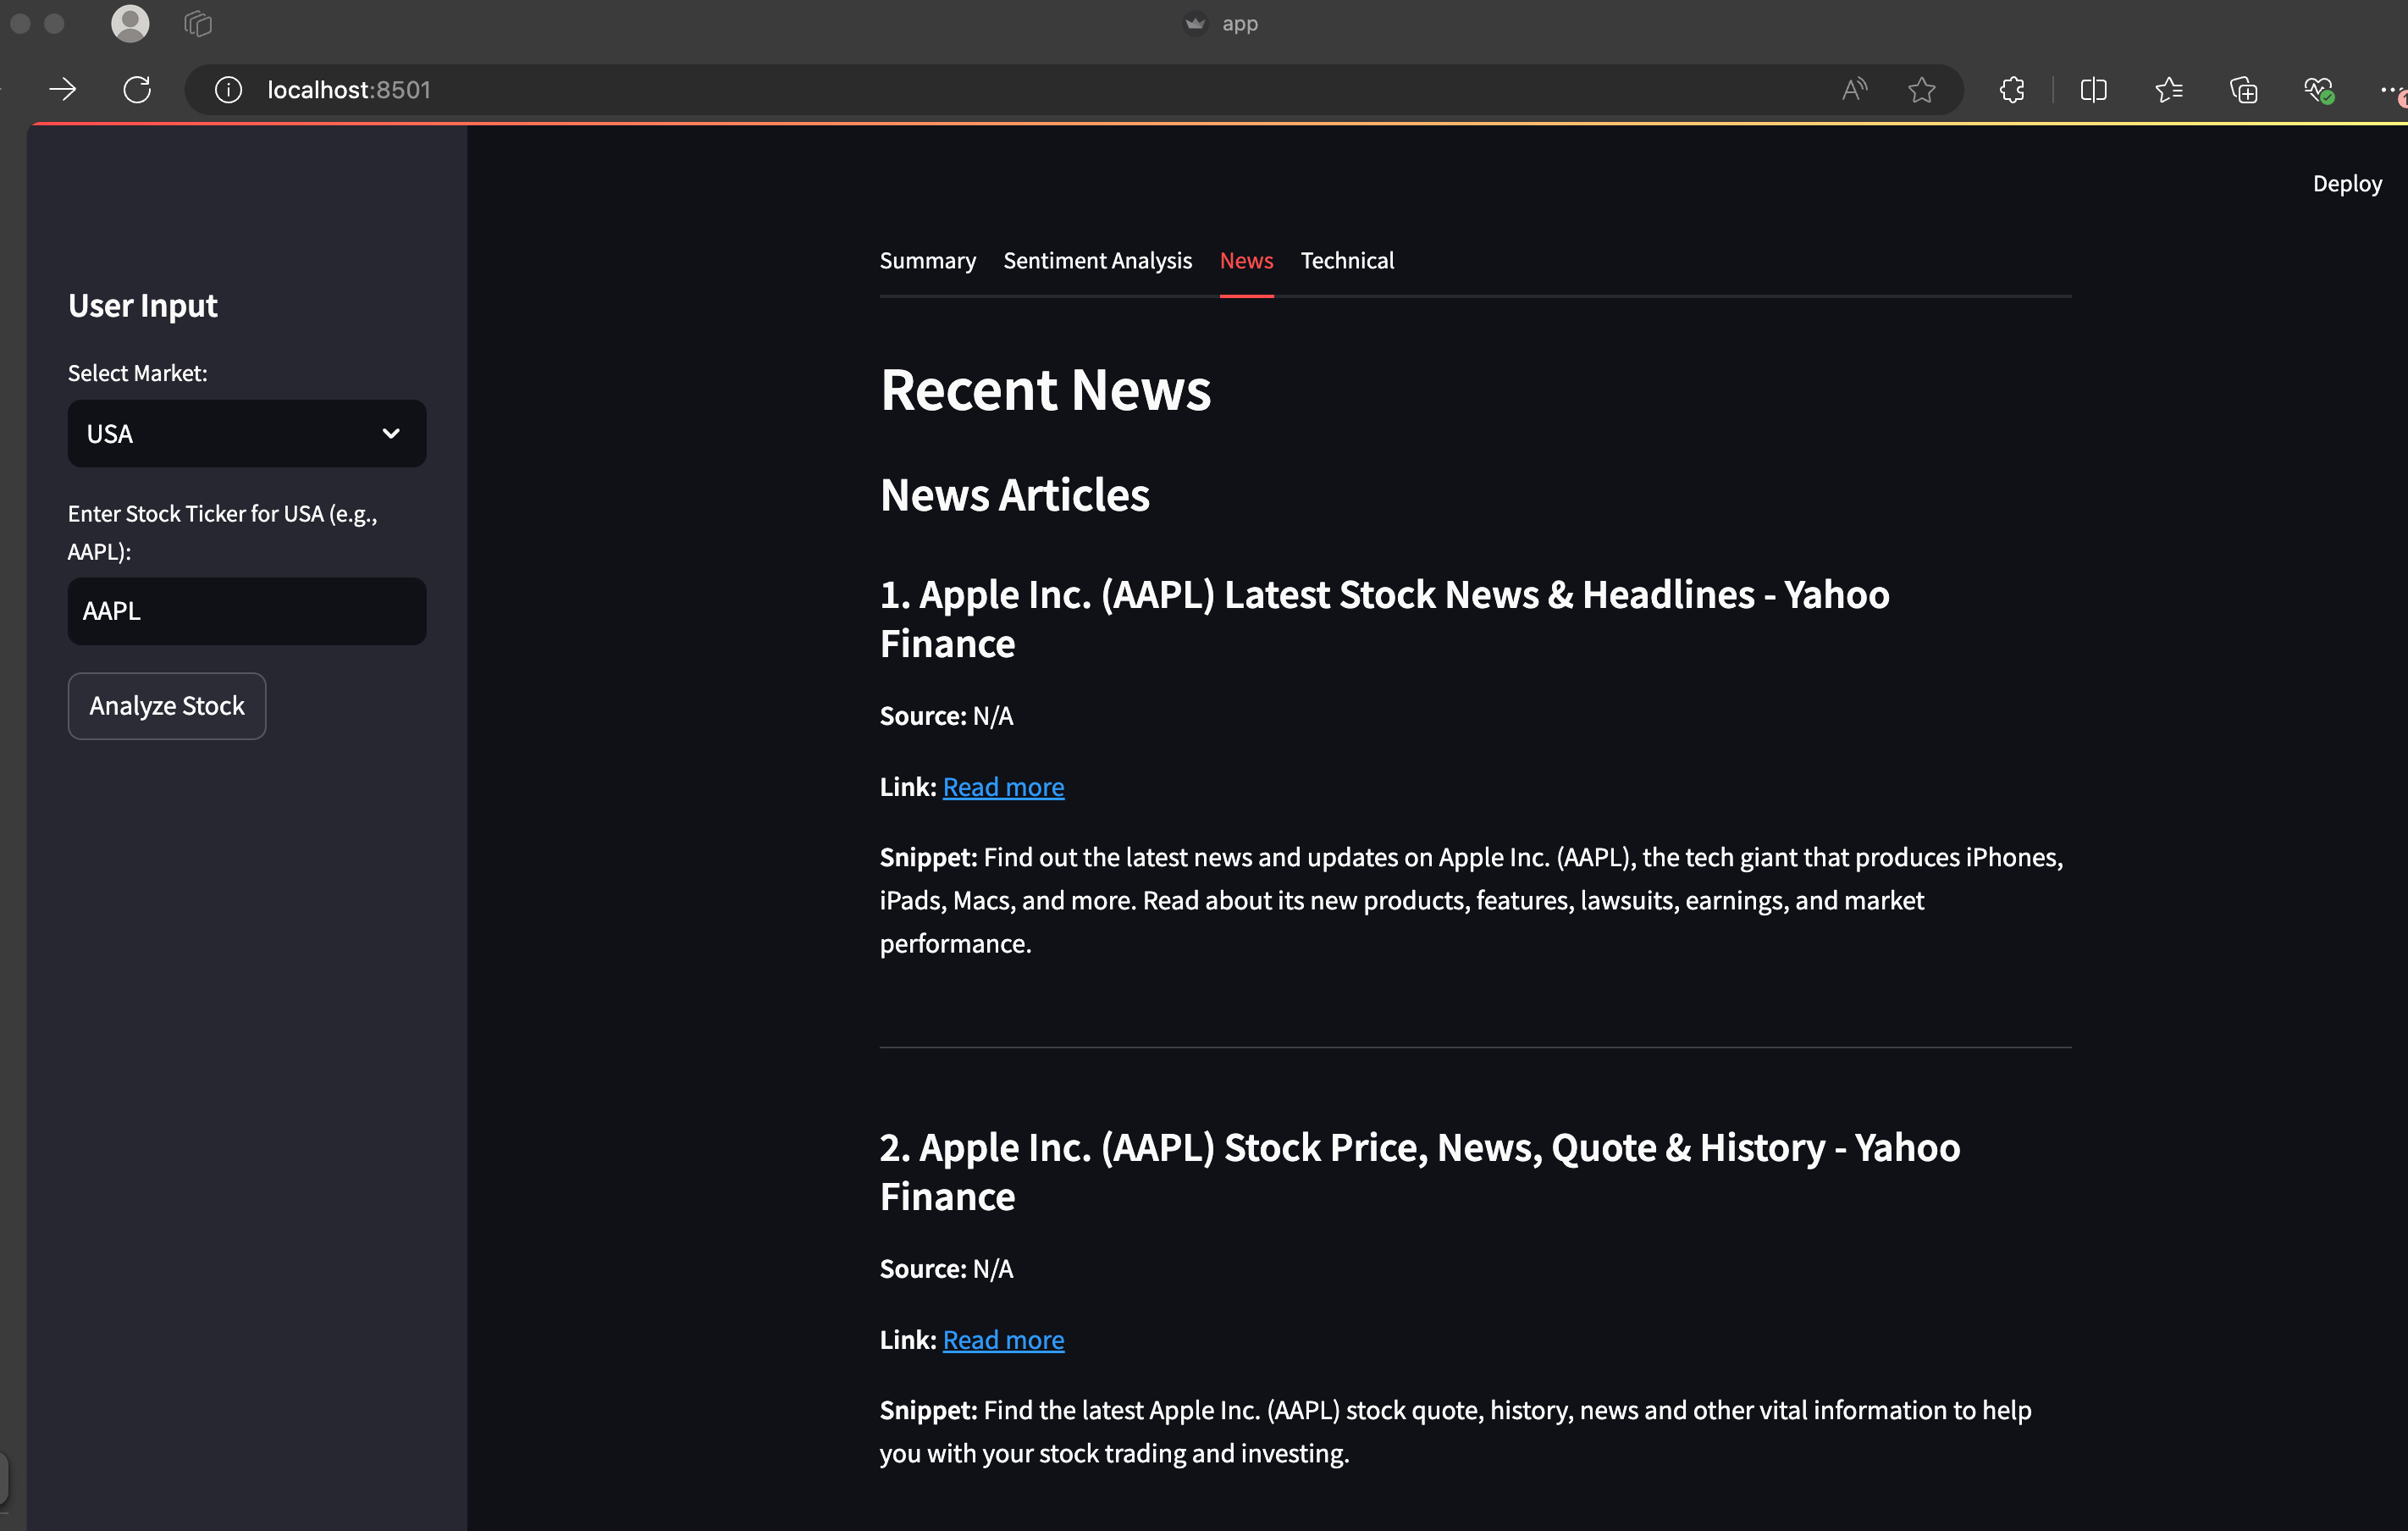 app
localhost:8501
Deploy
User Input
Select Market:
USA
Enter Stock Ticker for USA (e.g.,
AAPL):
AAPL
Analyze Stock
Summary Sentiment Analysis News Technical
Recent News
News Articles
1. Apple Inc. (AAPL) Latest Stock News & Headlines - Yahoo
Finance
Source: N/A
Link: Read more
Snippet: Find out the latest news and updates on Apple Inc. (AAPL), the tech giant that produces iPhones,
iPads, Macs, and more. Read about its new products, features, lawsuits, earnings, and market
performance.
2. Apple Inc. (AAPL) Stock Price, News, Quote & History - Yahoo
Finance
Source: N/A
Link: Read more
Snippet: Find the latest Apple Inc. (AAPL) stock quote, history, news and other vital information to help
you with your stock trading and investing.